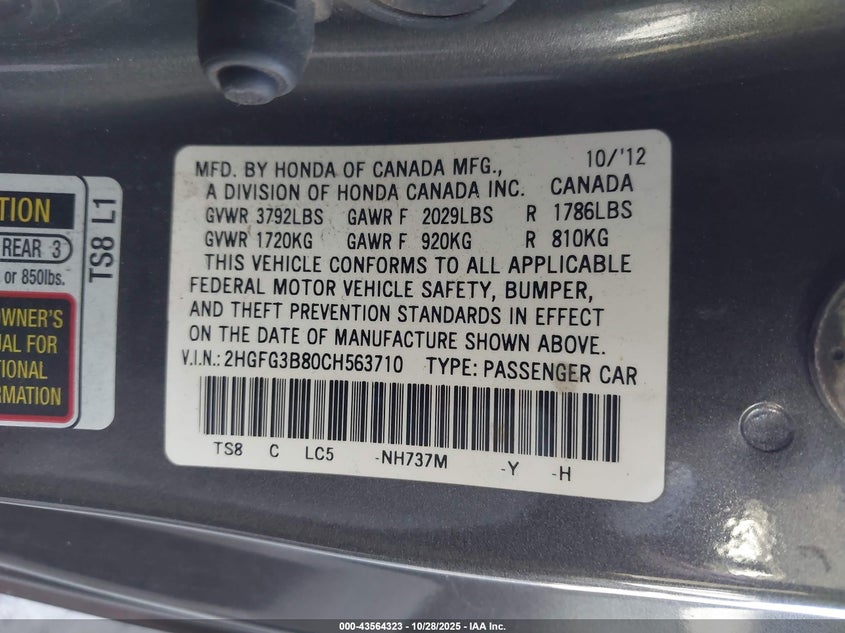 TION
REAR 3
or 850lbs.
OWNER'S
UAL FOR
TIONAL
RMATION
TS8 L1
MFD. BY HONDA OF CANADA MFG., 10/'12
A DIVISION OF HONDA CANADA INC. CANADA
GVWR 3792LBS GAWR F 2029LBS R 1786LBS
GVWR 1720KG GAWR F 920KG R 810KG
THIS VEHICLE CONFORMS TO ALL APPLICABLE
FEDERAL MOTOR VEHICLE SAFETY, BUMPER,
AND THEFT PREVENTION STANDARDS IN EFFECT
ON THE DATE OF MANUFACTURE SHOWN ABOVE.
V.I.N.: 2HGFG3B80CH563710 TYPE: PASSENGER CAR
TS8 C LC5 -NH737M -Y -H
000-43564323 - 10/28/2025 - IAA Inc.